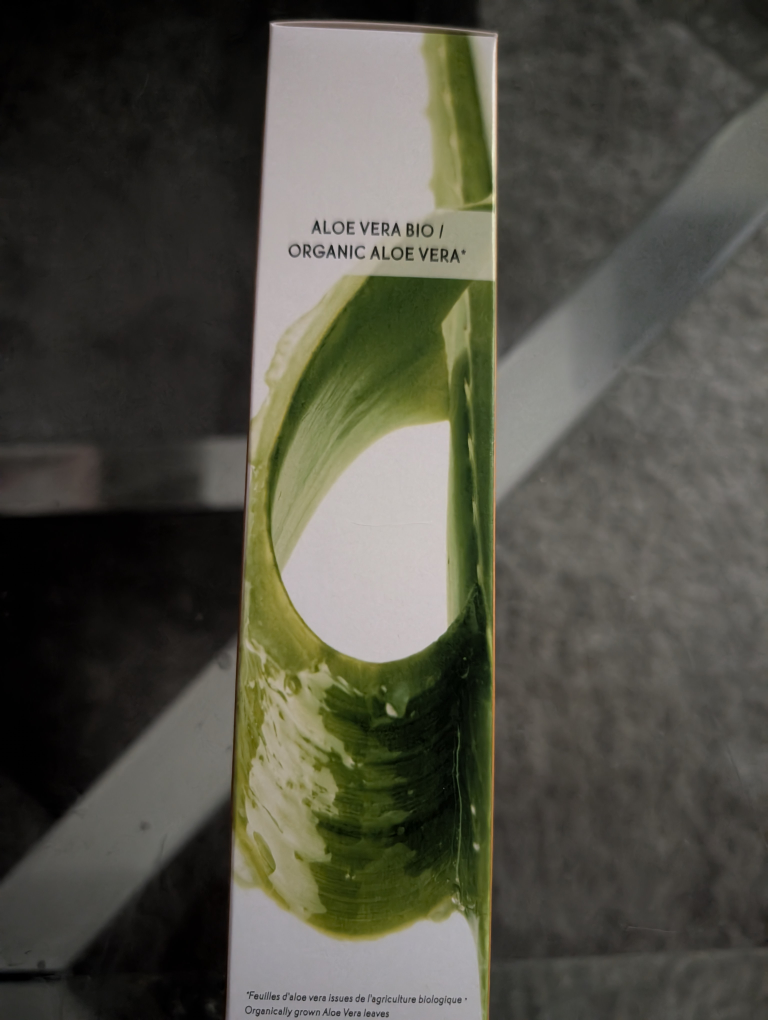 ALOE VERA BIO /
ORGANIC ALOE VERA*
*Feuilles d'aloe vera issues de l'agriculture biologique •
Organically grown Aloe Vera leaves